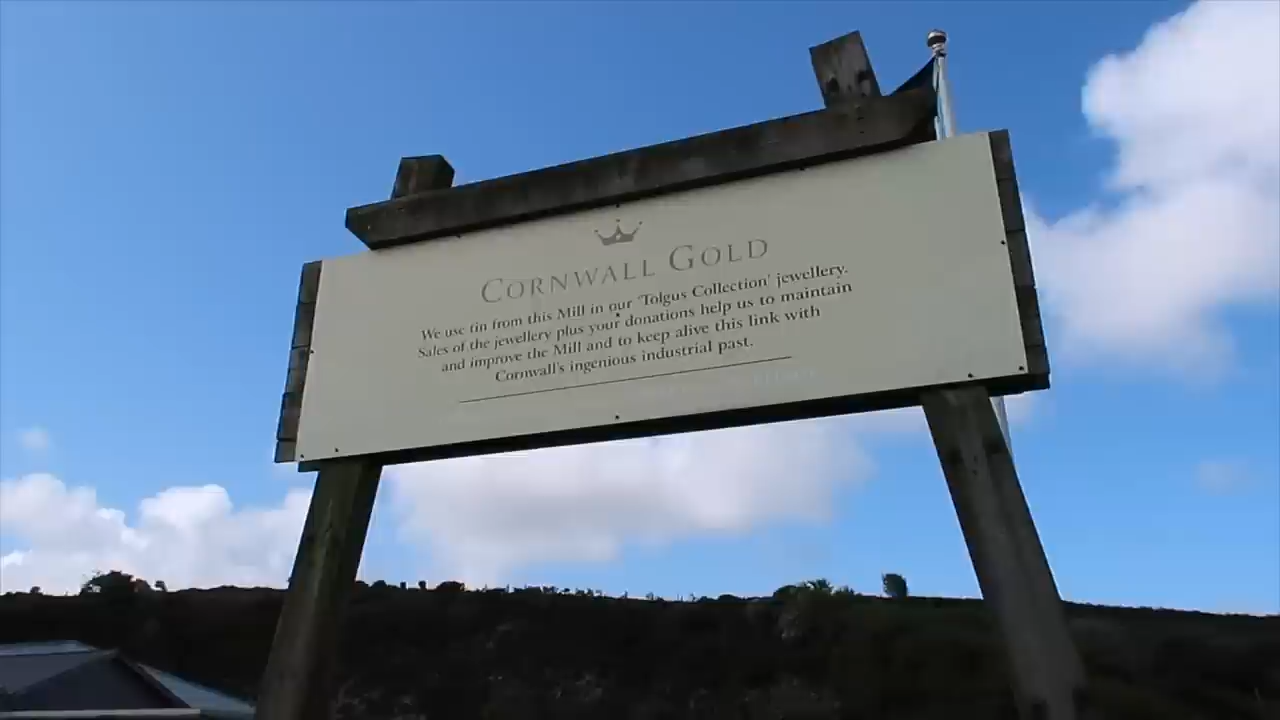 CORNWALL GOLD
We use tin from this Mill in our 'Tolgus Collection' jewellery.
Sales of the jewellery plus your donations help us to maintain
and improve the Mill and to keep alive this link with
Cornwall's ingenious industrial past.